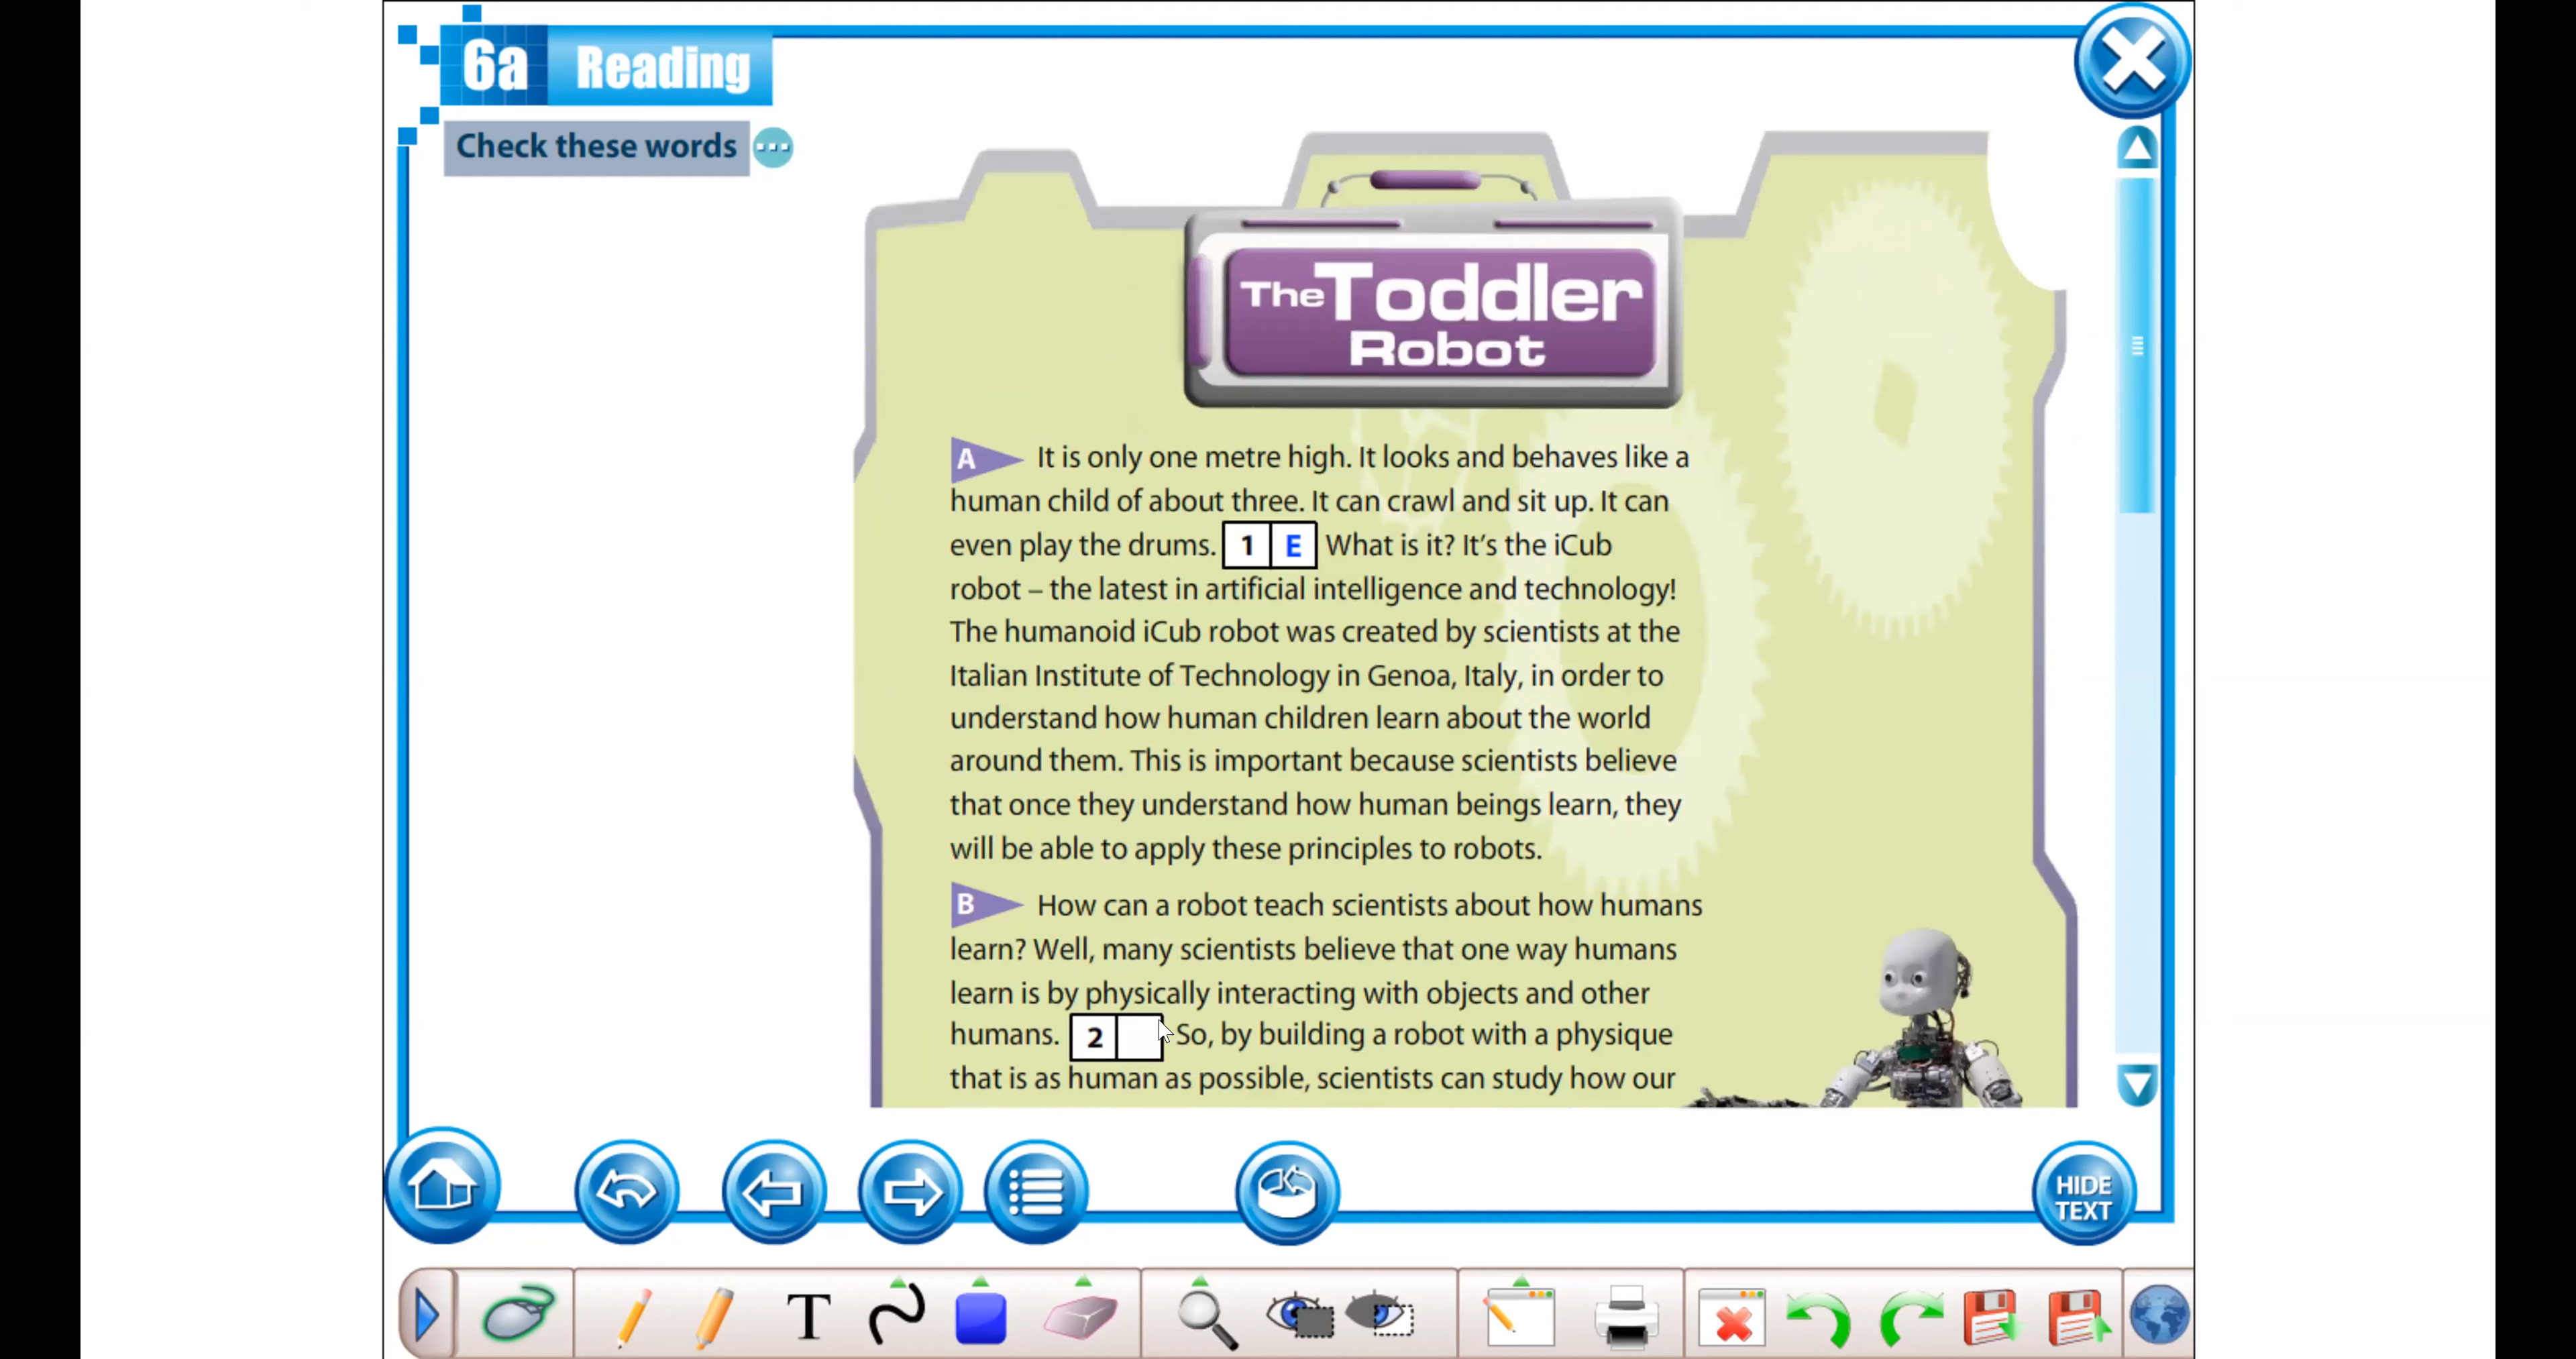 6a Reading
Check these words
The Toddler
Robot
A It is only one metre high. It looks and behaves like a
human child of about three. It can crawl and sit up. It can
even play the drums. 1 E What is it? It's the iCub
robot – the latest in artificial intelligence and technology!
The humanoid iCub robot was created by scientists at the
Italian Institute of Technology in Genoa, Italy, in order to
understand how human children learn about the world
around them. This is important because scientists believe
that once they understand how human beings learn, they
will be able to apply these principles to robots.
B How can a robot teach scientists about how humans
learn? Well, many scientists believe that one way humans
learn is by physically interacting with objects and other
humans. 2 So, by building a robot with a physique
that is as human as possible, scientists can study how our
HIDE
TEXT
T